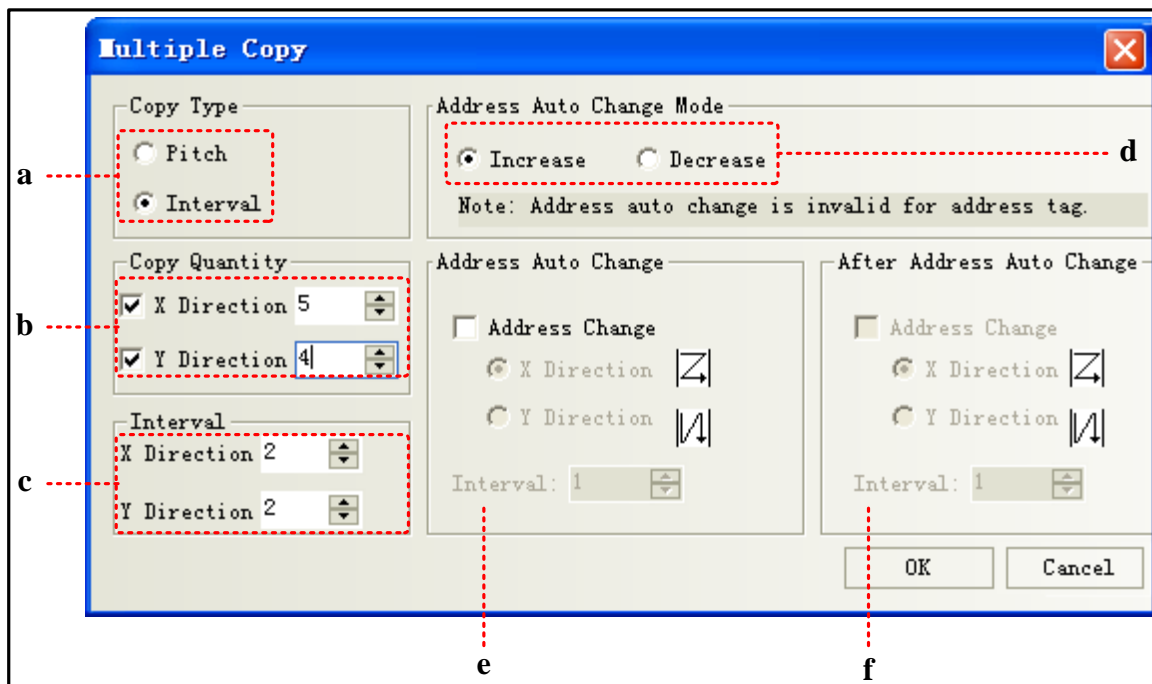 Multiple Copy
Copy Type
Pitch
Interval
Address Auto Change Mode
Increase Decrease
Note: Address auto change is invalid for address tag.
Copy Quantity
X Direction 5
Y Direction 4
Interval
X Direction 2
Y Direction 2
Address Auto Change
Address Change
X Direction
Y Direction
Interval: 1
After Address Auto Change
Address Change
X Direction
Y Direction
Interval: 1
OK Cancel
a
b
c
d
e
f